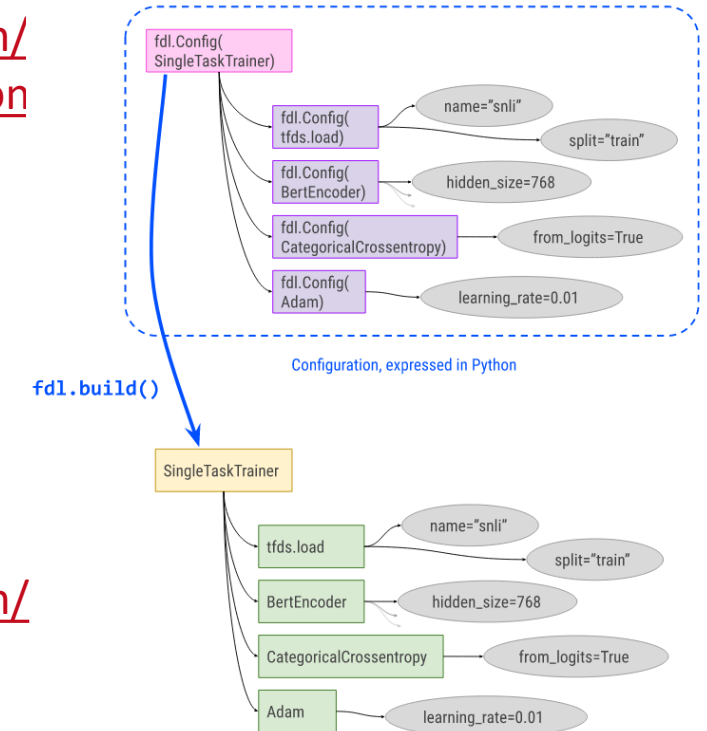 n/
on
fdl.Config(
SingleTaskTrainer)
fdl.Config(
tfds.load)
name="snli"
split="train"
fdl.Config(
BertEncoder)
hidden_size=768
fdl.Config(
CategoricalCrossentropy)
from_logits=True
fdl.Config(
Adam)
learning_rate=0.01
Configuration, expressed in Python
fdl.build()
SingleTaskTrainer
tfds.load
name="snli"
split="train"
BertEncoder
hidden_size=768
n/
CategoricalCrossentropy
from_logits=True
Adam
learning_rate=0.01